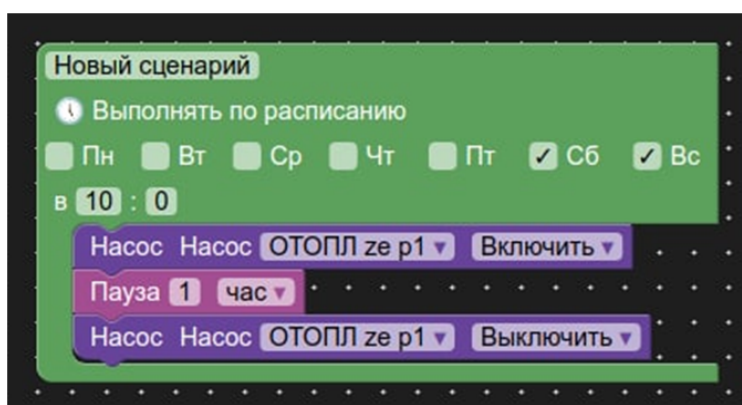 Новый сценарий
Выполнять по расписанию
Пн Вт Ср Чт Пт Сб Вс
в 10 : 0
Насос Насос ОТОПЛ ze p1 Включить
Пауза 1 час
Насос Насос ОТОПЛ ze p1 Выключить